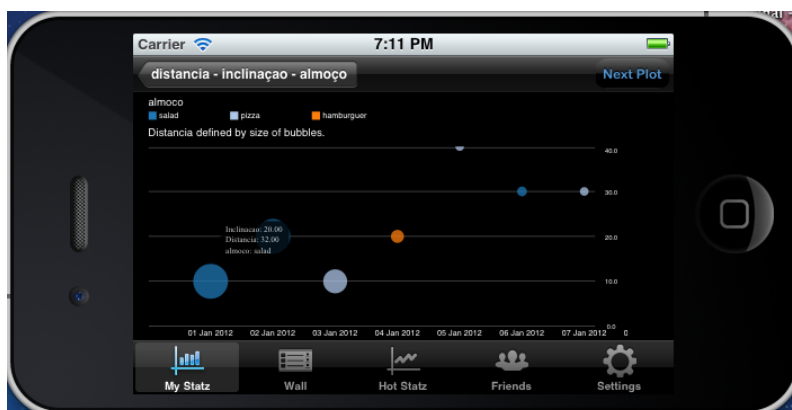 Carrier 7:11 PM
distancia - inclinaçao - almoço Next Plot
almoco
salad pizza hamburguer
Distancia defined by size of bubbles.
40.0
30.0
Inclinacao: 20.00
Distancia: 32.00
almoco: salad
20.0
10.0
0.0
01 Jan 2012 02 Jan 2012 03 Jan 2012 04 Jan 2012 05 Jan 2012 06 Jan 2012 07 Jan 2012 0
My Statz Wall Hot Statz Friends Settings